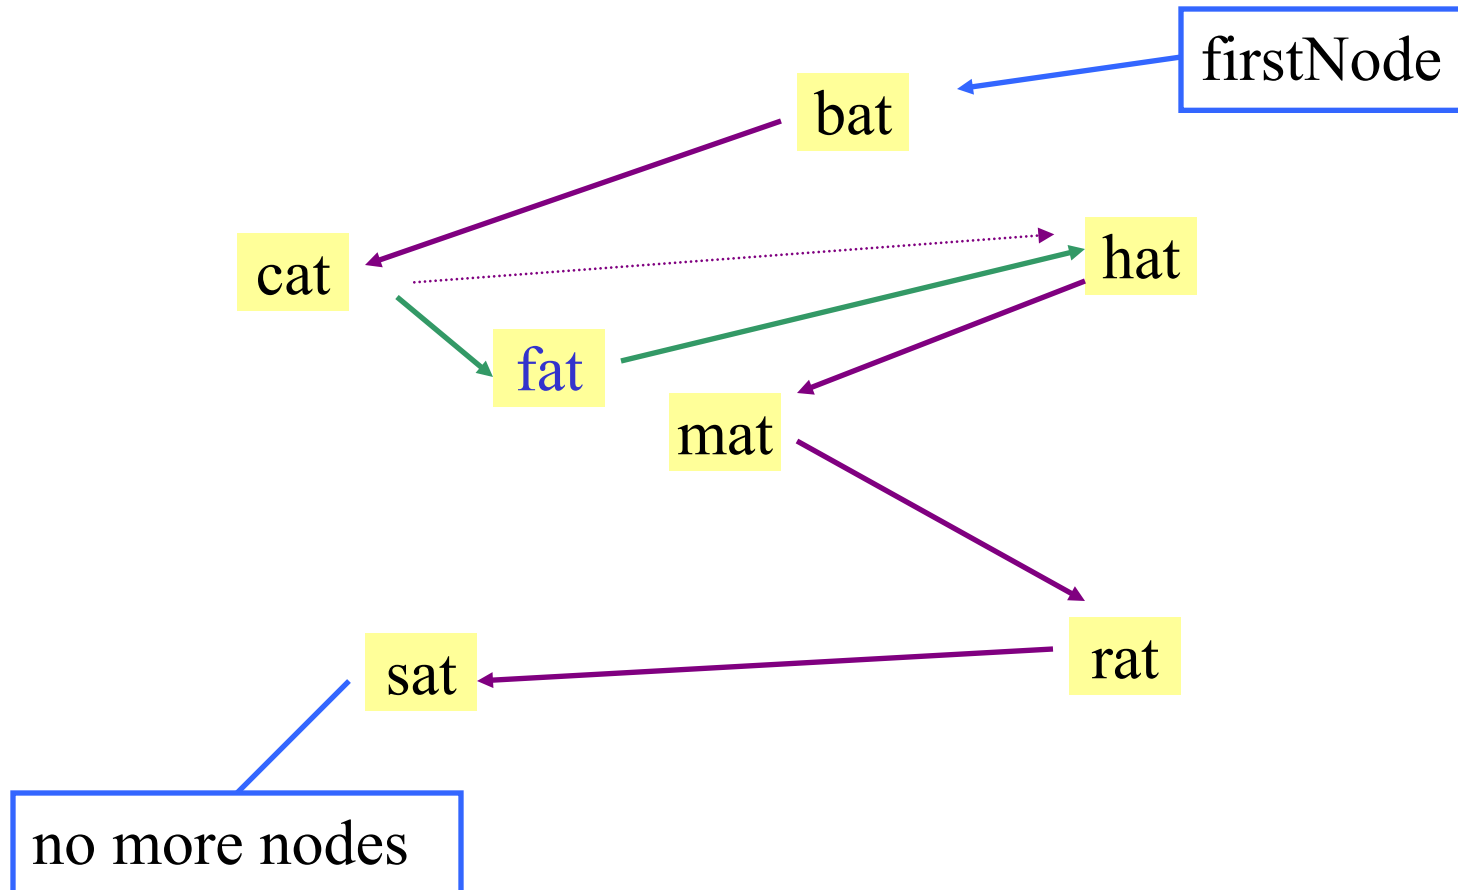 firstNode
bat
cat
hat
fat
mat
rat
sat
no more nodes